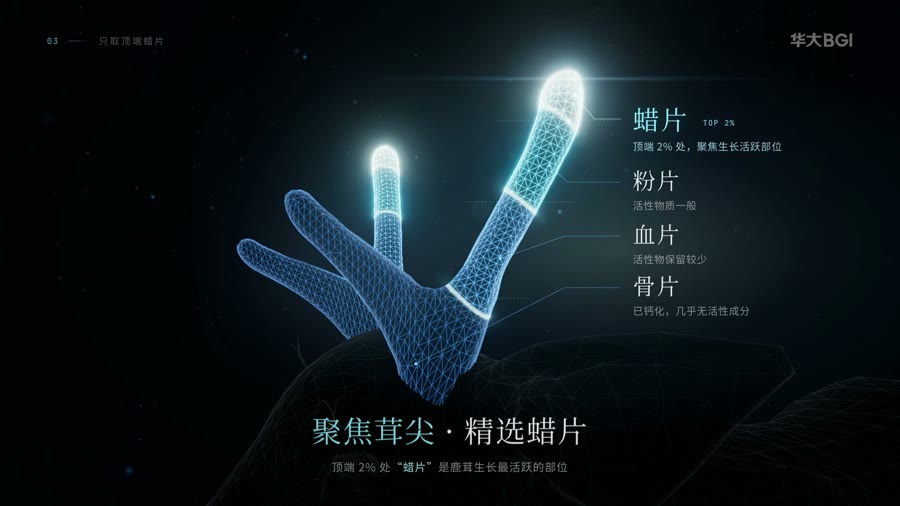 03 只取顶端蜡片
华大BGI
蜡片 TOP 2%
顶端 2% 处，聚焦生长活跃部位
粉片
活性物质一般
血片
活性物保留较少
骨片
已钙化，几乎无活性成分
聚焦茸尖 · 精选蜡片
顶端 2% 处“蜡片”是鹿茸生长最活跃的部位